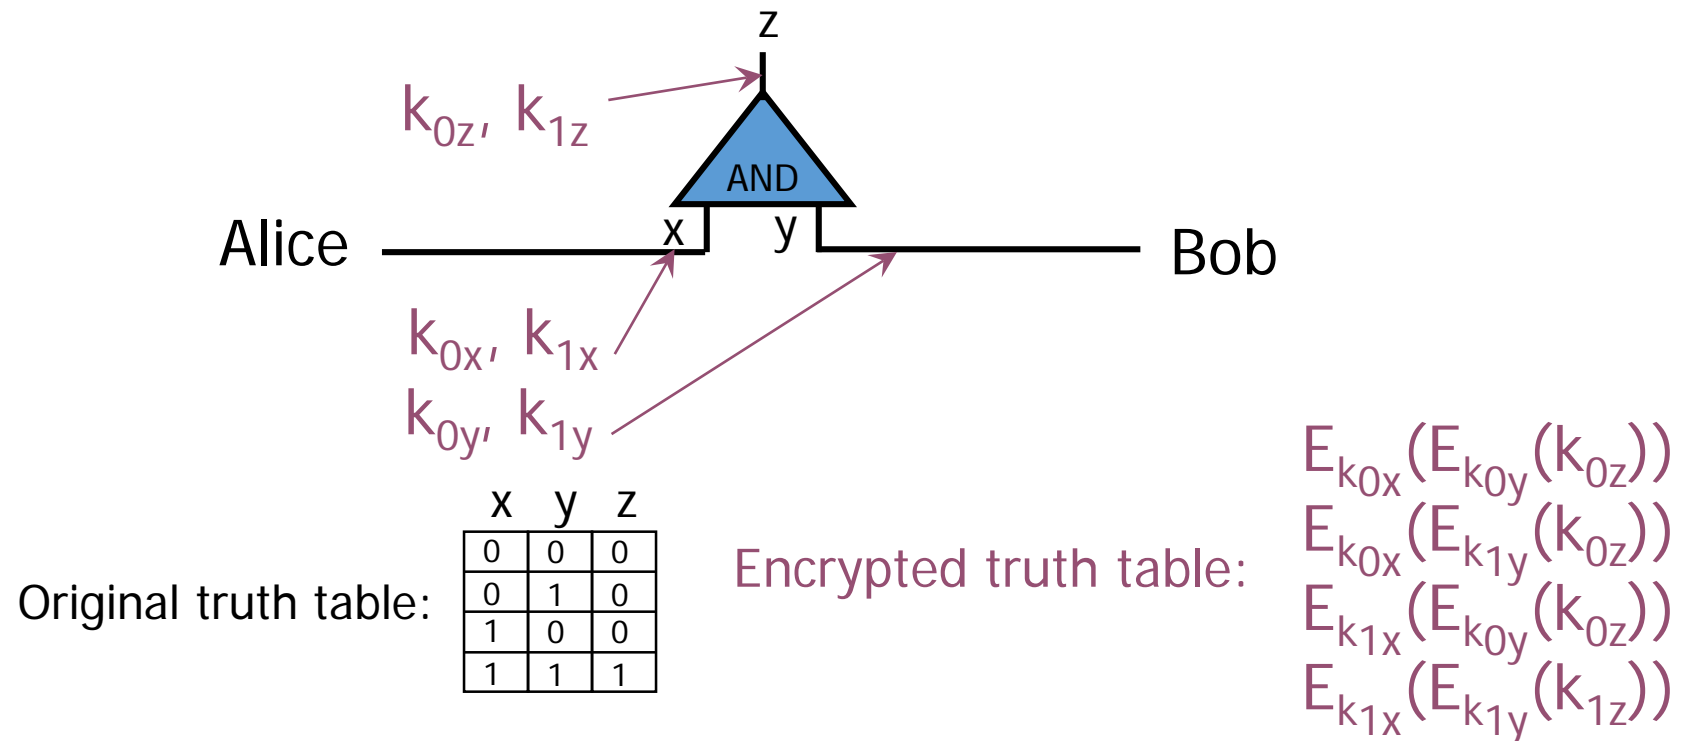 z
k₀z, k₁z
AND
Alice
x
y
Bob
k₀x, k₁x
k₀y, k₁y
x y z
0 0 0
0 1 0
1 0 0
1 1 1
Original truth table:
Encrypted truth table:
Eₖ₀ₓ(Eₖ₀y(k₀z))
Eₖ₀ₓ(Eₖ₁y(k₀z))
Eₖ₁ₓ(Eₖ₀y(k₀z))
Eₖ₁ₓ(Eₖ₁y(k₁z))